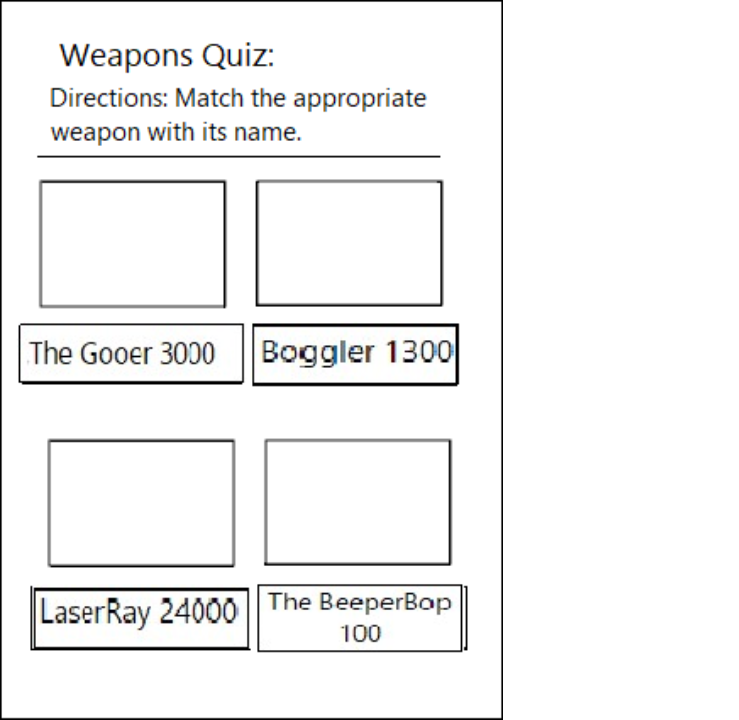 Weapons Quiz:
Directions: Match the appropriate
weapon with its name.
The Gooer 3000
Boggler 1300
LaserRay 24000
The BeeperBop
100